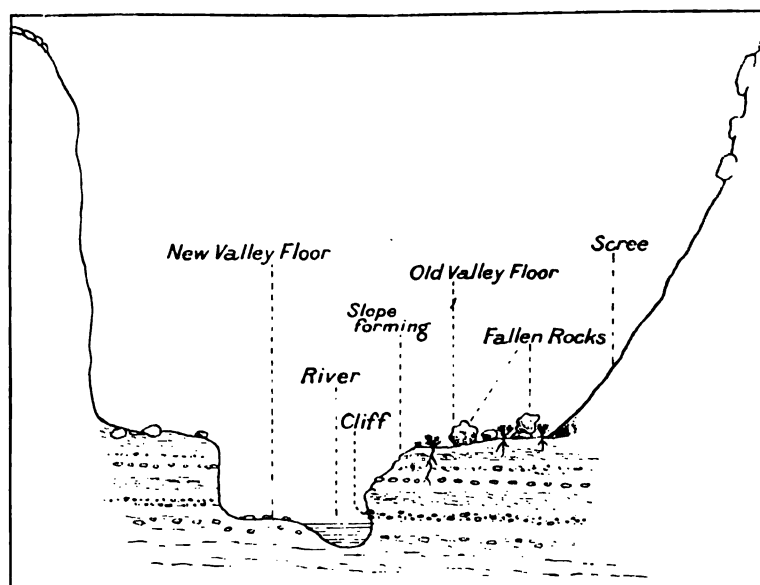 Scree
New Valley Floor
Old Valley Floor
Slope
forming
Fallen Rocks
River
Cliff